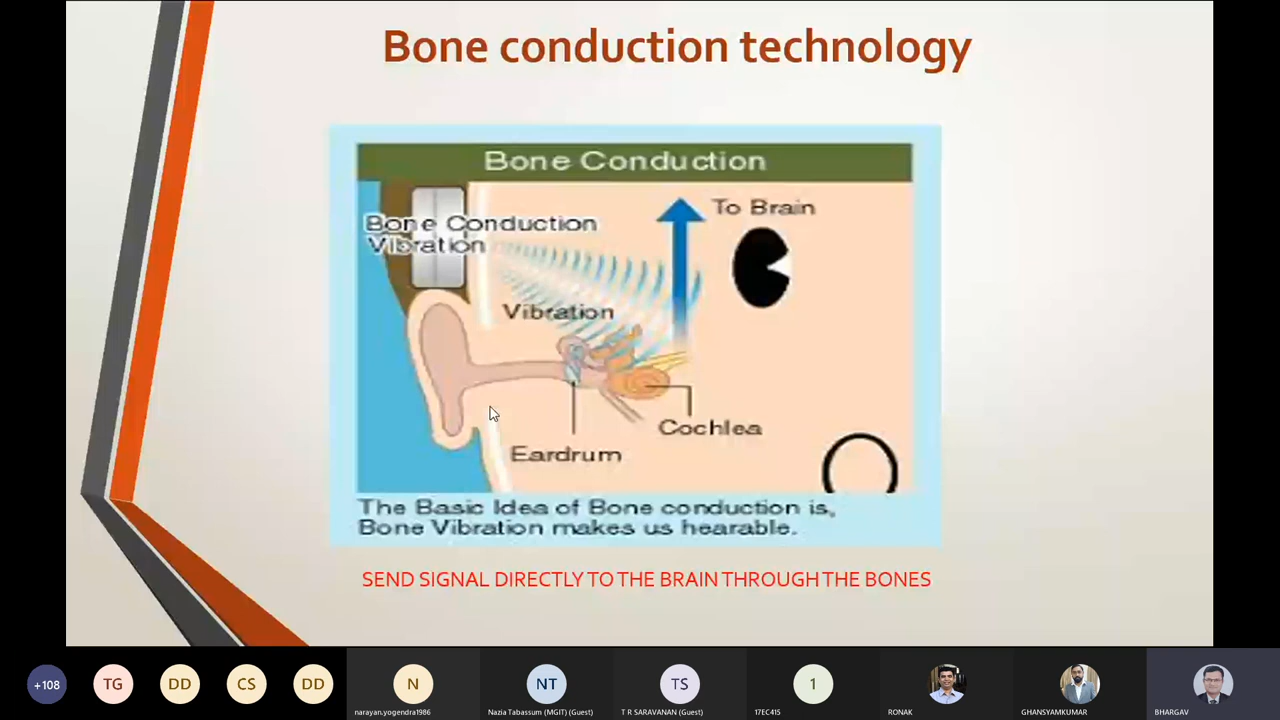 Bone conduction technology
Bone Conduction
To Brain
Bone Conduction
Vibration
Vibration
Cochlea
Eardrum
The Basic Idea of Bone conduction is,
Bone Vibration makes us hearable.
SEND SIGNAL DIRECTLY TO THE BRAIN THROUGH THE BONES
+108 TG DD CS DD N NT TS 1
narayan.yogendra1986 Nazia Tabassum (MGIT) (Guest) T R SARAVANAN (Guest) 17EC415 RONAK GHANSYAMKUMAR BHARGAV